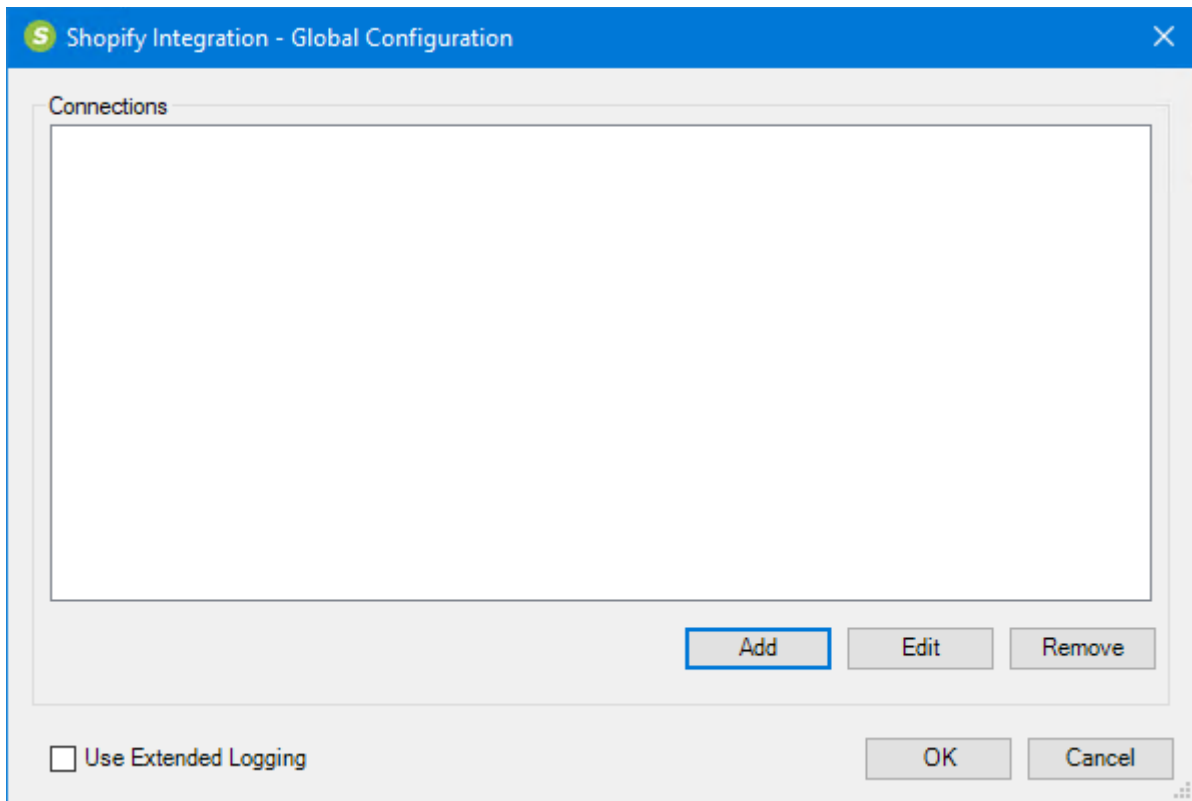 S Shopify Integration - Global Configuration
Connections
Add Edit Remove
Use Extended Logging OK Cancel